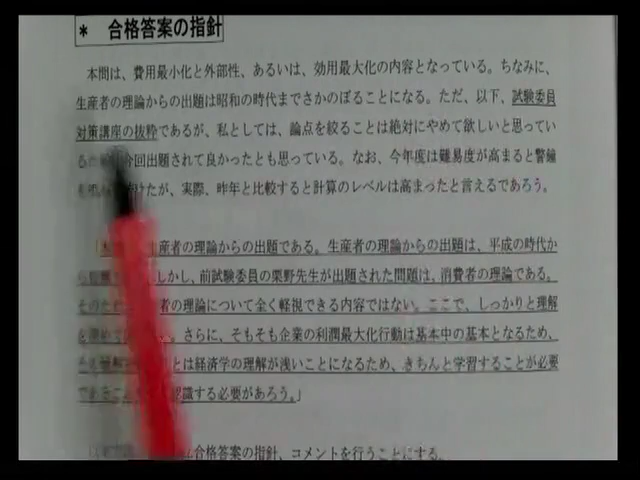 * 合格答案の指針
本問は、費用最小化と外部性、あるいは、効用最大化の内容となっている。ちなみに、
生産者の理論からの出題は昭和の時代までさかのぼることになる。ただ、以下、試験委員
対策講座の抜粋であるが、私としては、論点を絞ることは絶対にやめて欲しいと思ってい
今回出題されて良かったとも思っている。なお、今年度は難易度が高まると警鐘
たが、実際、昨年と比較すると計算のレベルは高まったと言えるであろう。
生産者の理論からの出題である。生産者の理論からの出題は、平成の時代か
しかし、前試験委員の栗野先生が出題された問題は、消費者の理論である。
者の理論について全く軽視できる内容ではない。ここで、しっかりと理解
さらに、そもそも企業の利潤最大化行動は基本中の基本となるため、
とは経済学の理解が浅いことになるため、きちんと学習することが必要
認識する必要があろう。」
合格答案の指針、コメントを行うことにする。